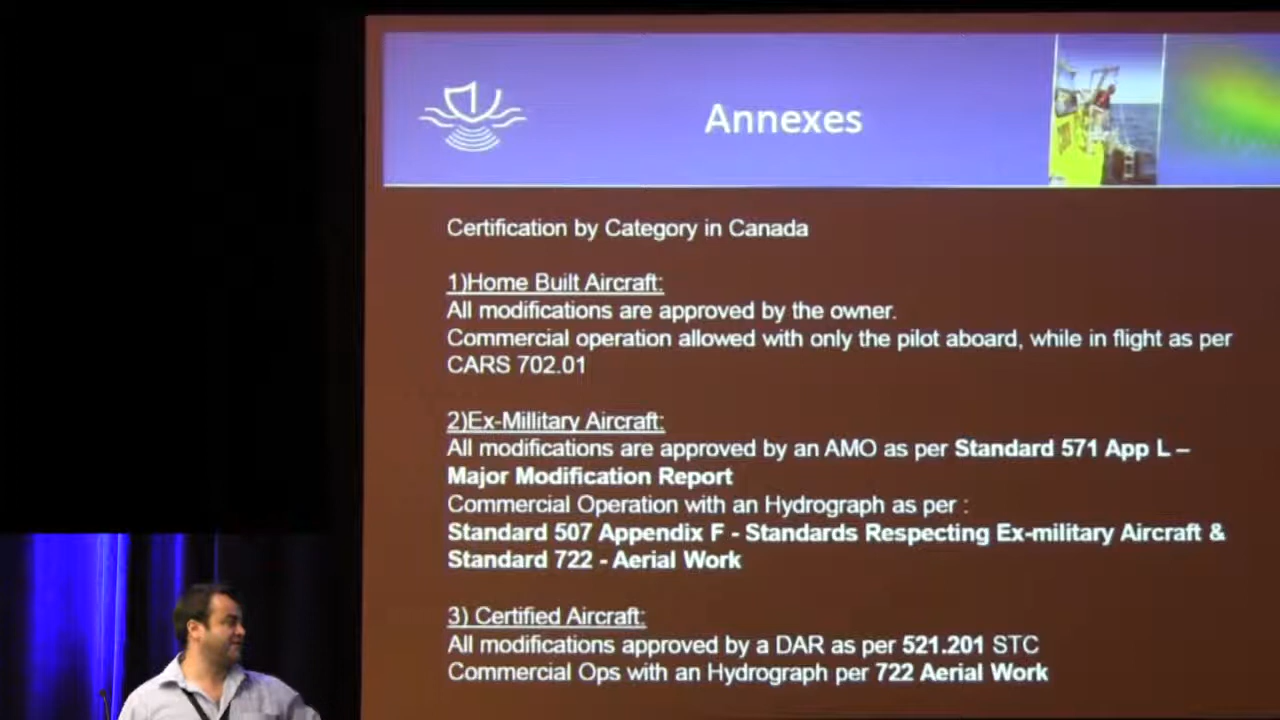 Annexes
Certification by Category in Canada
1)Home Built Aircraft:
All modifications are approved by the owner.
Commercial operation allowed with only the pilot aboard, while in flight as per
CARS 702.01
2)Ex-Millitary Aircraft:
All modifications are approved by an AMO as per Standard 571 App L –
Major Modification Report
Commercial Operation with an Hydrograph as per :
Standard 507 Appendix F - Standards Respecting Ex-military Aircraft &
Standard 722 - Aerial Work
3) Certified Aircraft:
All modifications approved by a DAR as per 521.201 STC
Commercial Ops with an Hydrograph per 722 Aerial Work